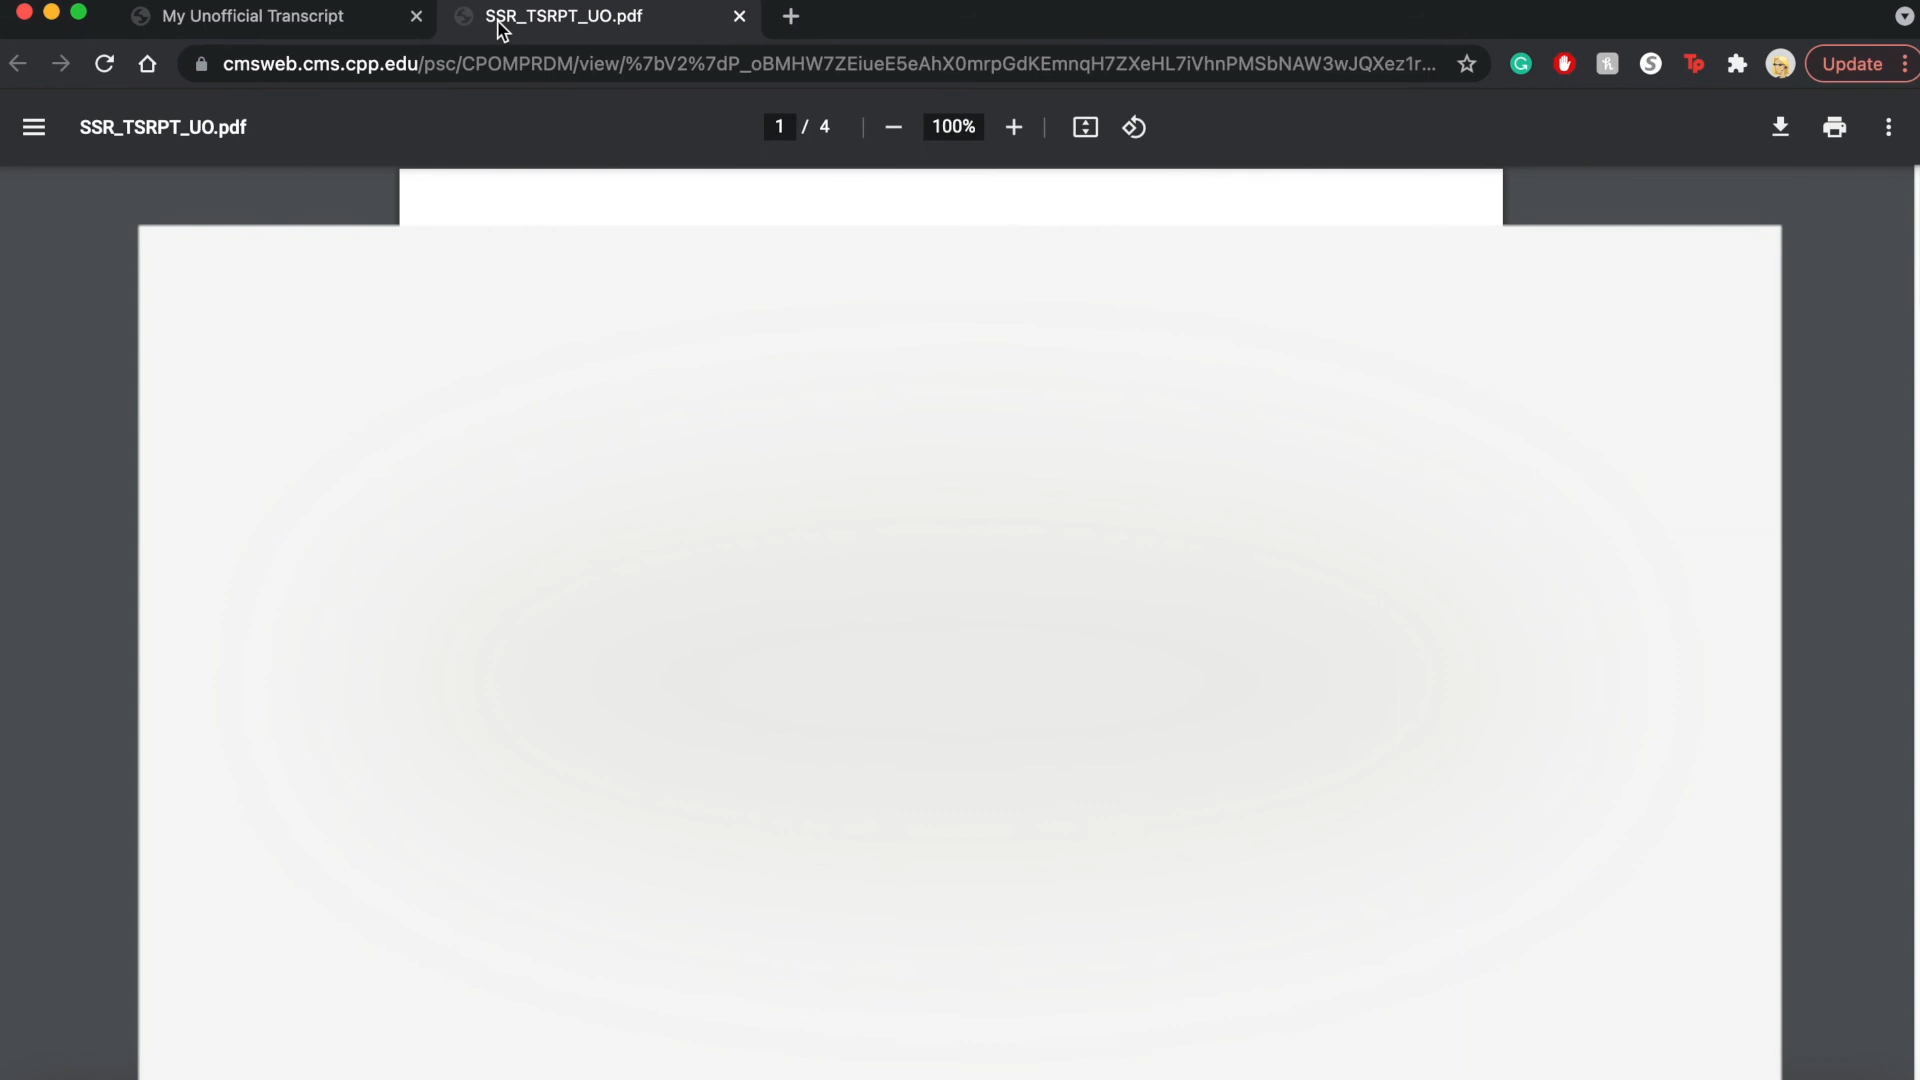 My Unofficial Transcript
SSR_TSRPT_UO.pdf
cmsweb.cms.cpp.edu/psc/CPOMPRDM/view/%7bV2%7dP_oBMHW7ZEiueE5eAhX0mrpGdKEmnqH7ZXeHL7iVhnPMSbNAW3wJQXez1r...
Update
SSR_TSRPT_UO.pdf
1 / 4
100%